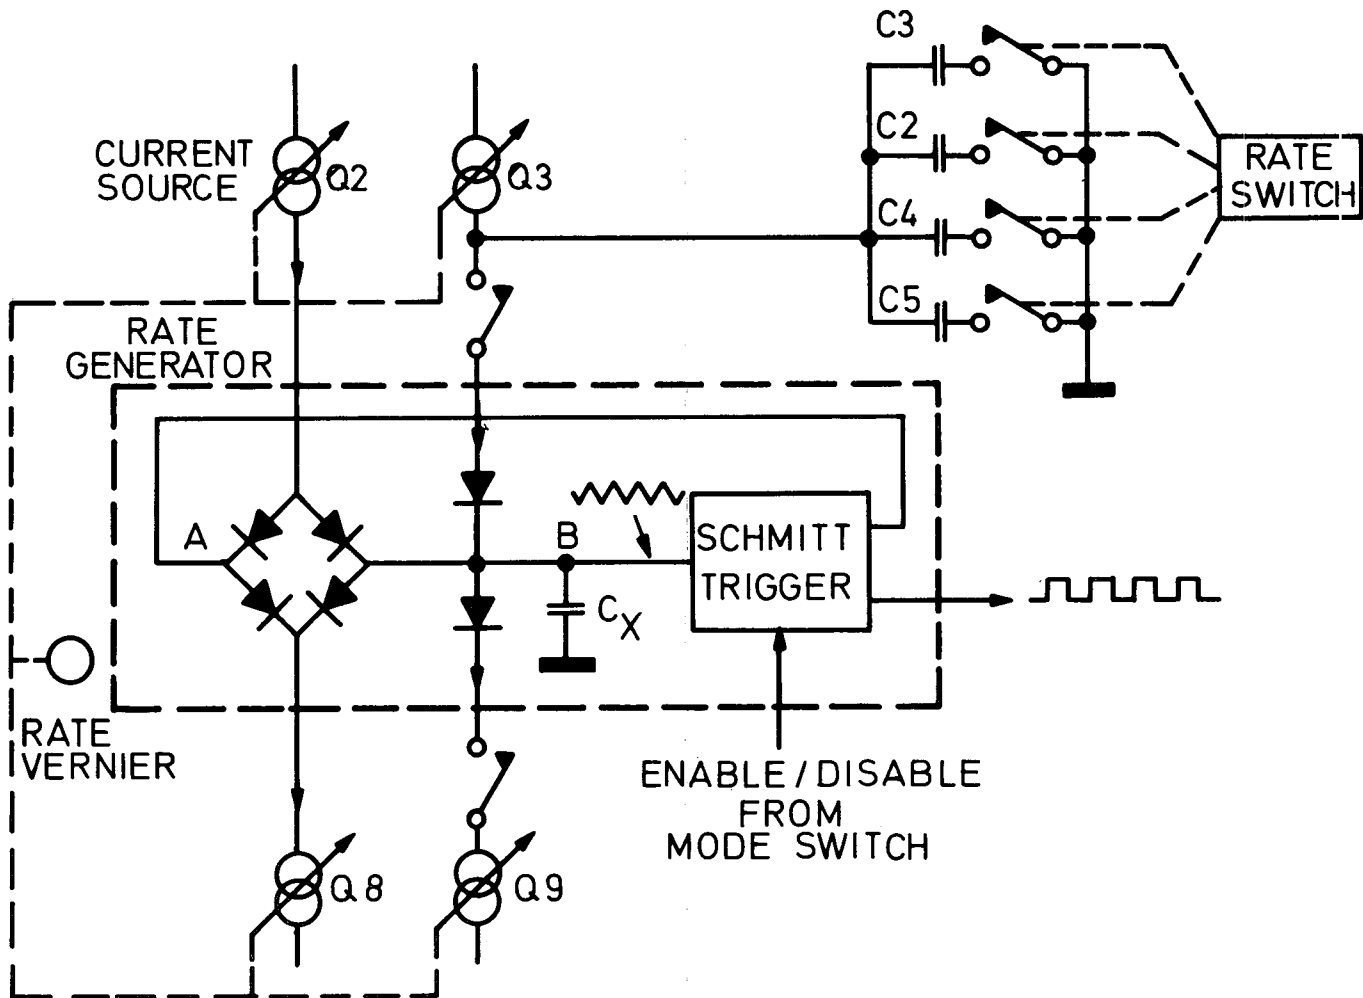 C3
CURRENT
SOURCE
Q2
Q3
C2
RATE
SWITCH
C4
C5
RATE
GENERATOR
A
B
SCHMITT
TRIGGER
CX
RATE
VERNIER
ENABLE/DISABLE
FROM
MODE SWITCH
Q8
Q9